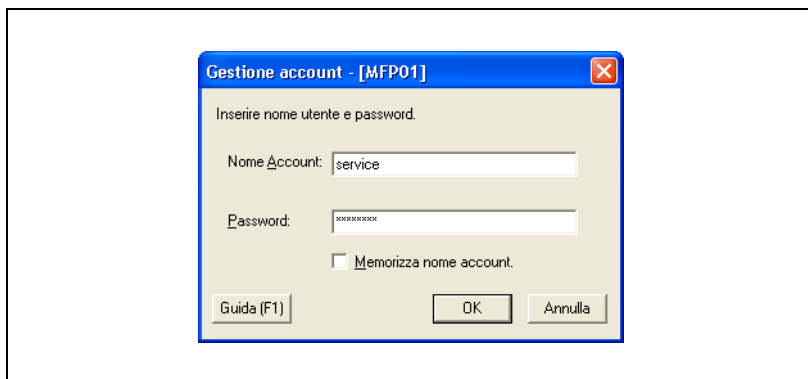 Gestione account - [MFP01]
Inserire nome utente e password.
Nome Account: service
Password: ********
Memorizza nome account.
Guida (F1) OK Annulla